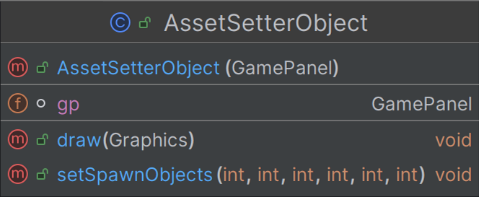 C AssetSetterObject
m AssetSetterObject(GamePanel)
f gp GamePanel
m draw(Graphics) void
m setSpawnObjects(int, int, int, int, int, int) void